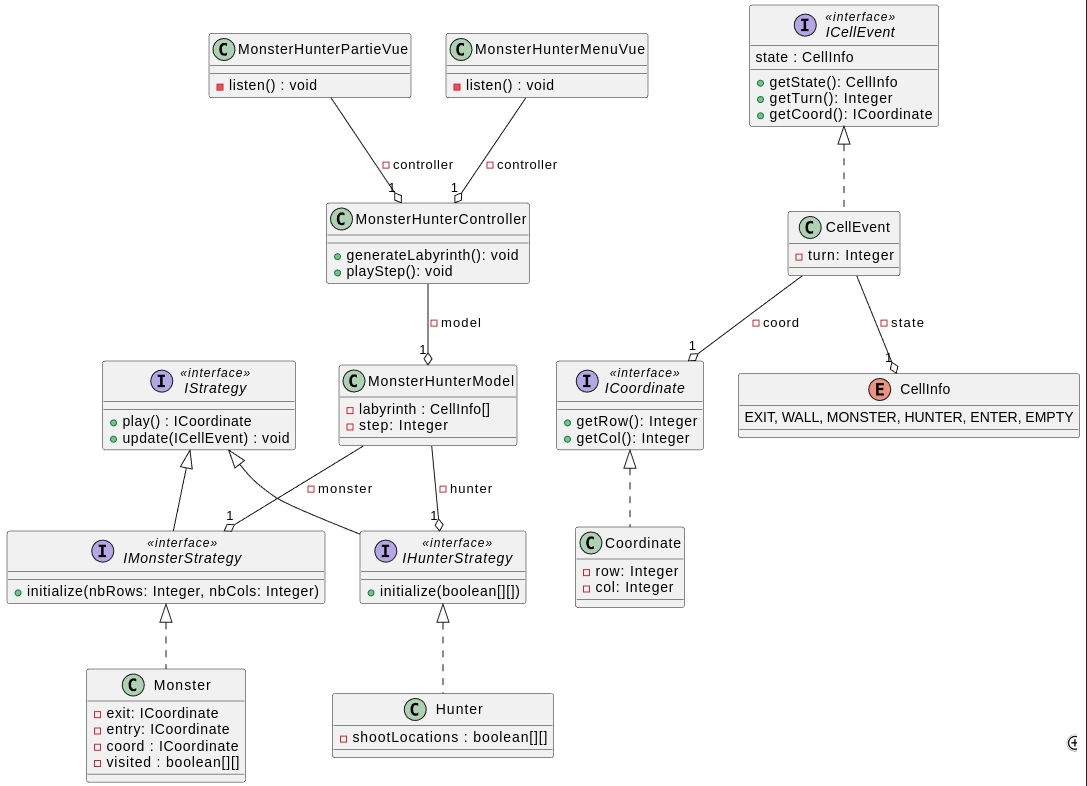 «interface»
ICellEvent
state : CellInfo
getState(): CellInfo
getTurn(): Integer
getCoord(): ICoordinate
C MonsterHunterPartieVue
listen() : void
C MonsterHunterMenuVue
listen() : void
controller
controller
1
1
C MonsterHunterController
generateLabyrinth(): void
playStep(): void
C CellEvent
turn: Integer
model
1
coord
state
1
1
I «interface»
IStrategy
play() : ICoordinate
update(ICellEvent) : void
C MonsterHunterModel
labyrinth : CellInfo[]
step: Integer
I «interface»
ICoordinate
getRow(): Integer
getCol(): Integer
E CellInfo
EXIT, WALL, MONSTER, HUNTER, ENTER, EMPTY
monster
hunter
1
1
I «interface»
IMonsterStrategy
initialize(nbRows: Integer, nbCols: Integer)
I «interface»
IHunterStrategy
initialize(boolean[][])
C Coordinate
row: Integer
col: Integer
C Monster
exit: ICoordinate
entry: ICoordinate
coord : ICoordinate
visited : boolean[][]
C Hunter
shootLocations : boolean[][]